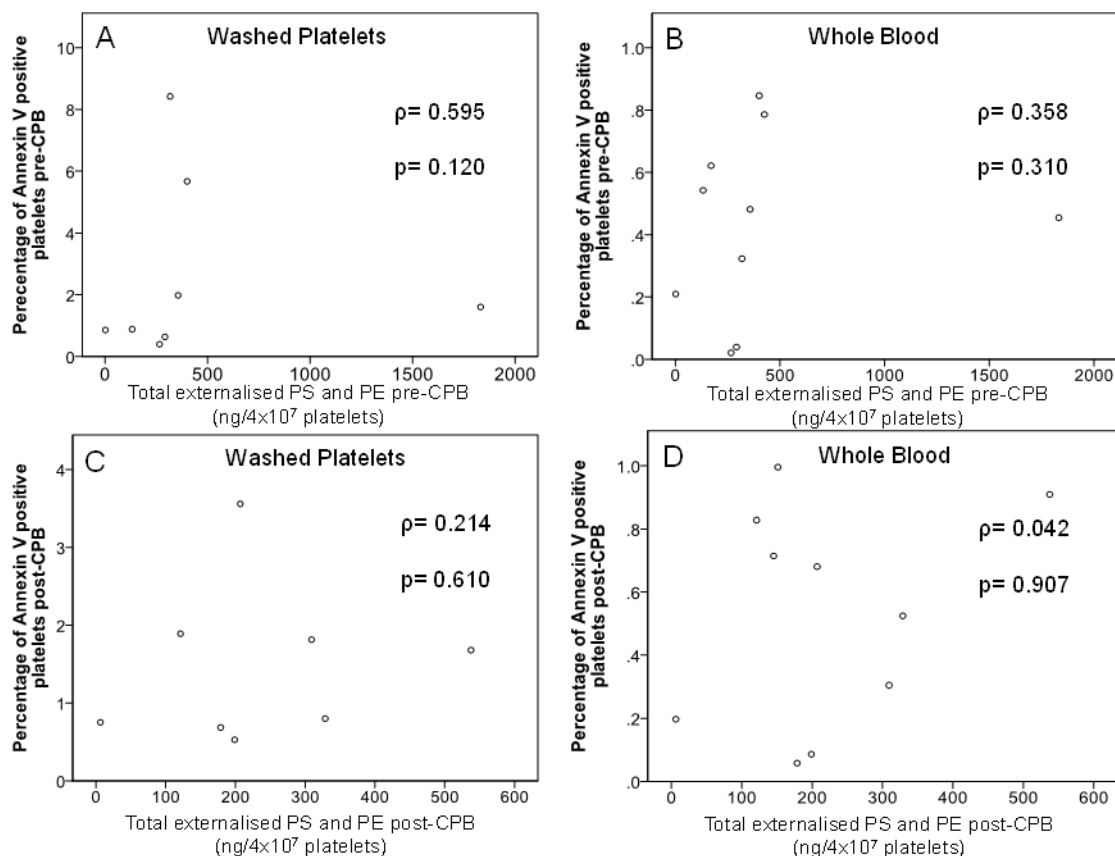 A
Washed Platelets
Perecentage of Annexin V positive
platelets pre-CPB
10
8
6
4
2
0
ρ= 0.595
p= 0.120
0 500 1000 1500 2000
Total externalised PS and PE pre-CPB
(ng/4x10⁷ platelets)
B
Whole Blood
Percentage of Annexin V positive
platelets pre-CPB
1.0
.8
.6
.4
.2
.0
ρ= 0.358
p= 0.310
0 500 1000 1500 2000
Total externalised PS and PE pre-CPB
(ng/4x10⁷ platelets)
C
Washed Platelets
Percentage of Annexin V positive
platelets post-CPB
4
3
2
1
0
ρ= 0.214
p= 0.610
0 100 200 300 400 500 600
Total externalised PS and PE post-CPB
(ng/4x10⁷ platelets)
D
Whole Blood
Percentage of Annexin V positive
platelets post-CPB
1.0
.8
.6
.4
.2
.0
ρ= 0.042
p= 0.907
0 100 200 300 400 500 600
Total externalised PS and PE post-CPB
(ng/4x10⁷ platelets)